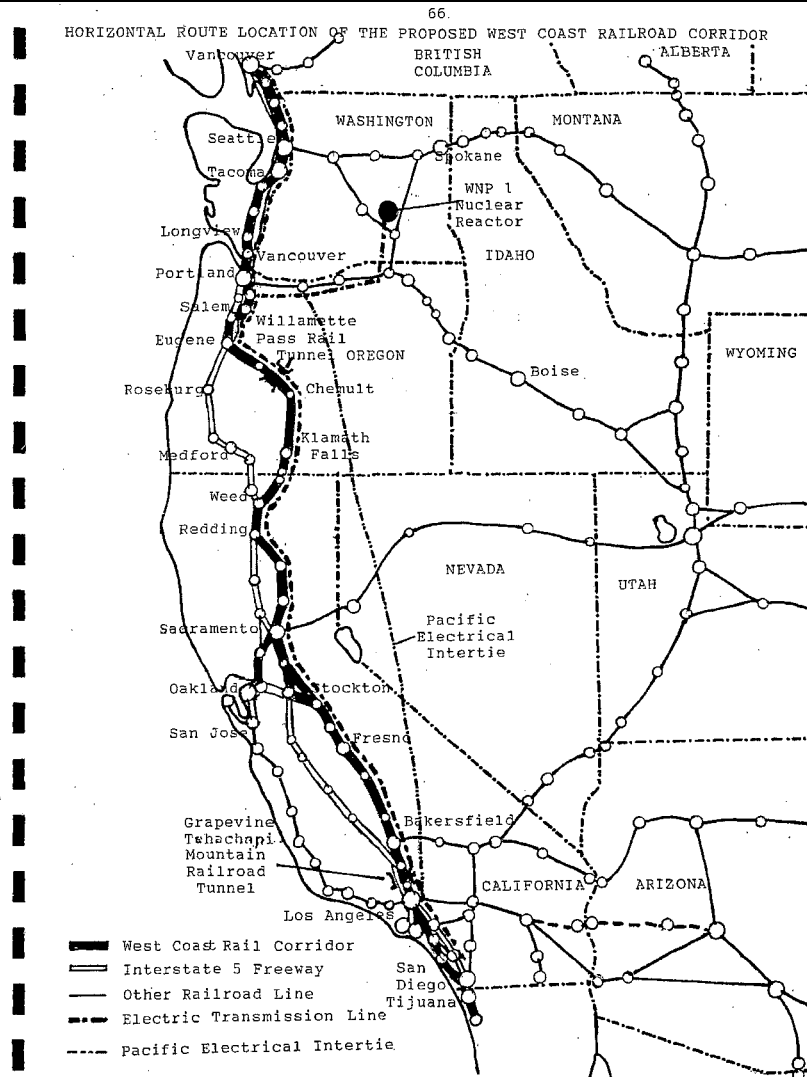 66.
HORIZONTAL ROUTE LOCATION OF THE PROPOSED WEST COAST RAILROAD CORRIDOR
Vancouver
BRITISH
COLUMBIA
ALBERTA
WASHINGTON
MONTANA
Seattle
Spokane
Tacoma
WNP 1
Nuclear
Reactor
Longview
Vancouver
IDAHO
Portland
Salem
Willamette
Pass Rail
Tunnel
Eugene
OREGON
WYOMING
Boise
Roseburg
Chemult
Klamath
Falls
Medford
Weed
Redding
NEVADA
UTAH
Sacramento
Pacific
Electrical
Intertie
Oakland
Stockton
San Jose
Fresno
Grapevine
Tehachapi
Mountain
Railroad
Tunnel
Bakersfield
CALIFORNIA
ARIZONA
Los Angeles
San
Diego
Tijuana
West Coast Rail Corridor
Interstate 5 Freeway
Other Railroad Line
Electric Transmission Line
Pacific Electrical Intertie